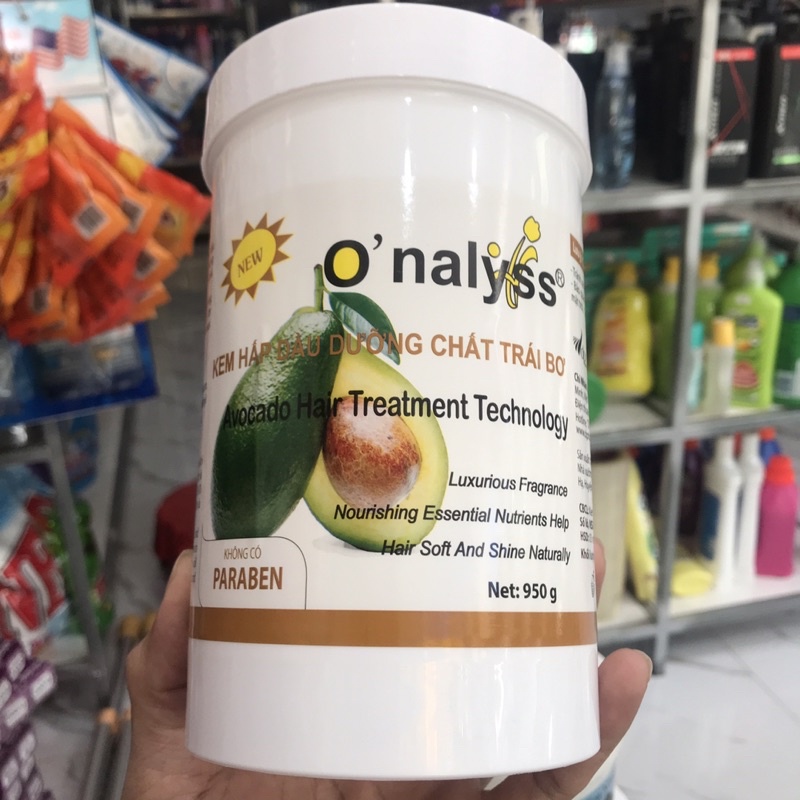 NEW
O'nalyss®
KEM HẤP DẦU DƯỠNG CHẤT TRÁI BƠ
Avocado Hair Treatment Technology
Luxurious Fragrance
Nourishing Essential Nutrients Help
Hair Soft And Shine Naturally
KHÔNG CÓ
PARABEN
Net: 950 g